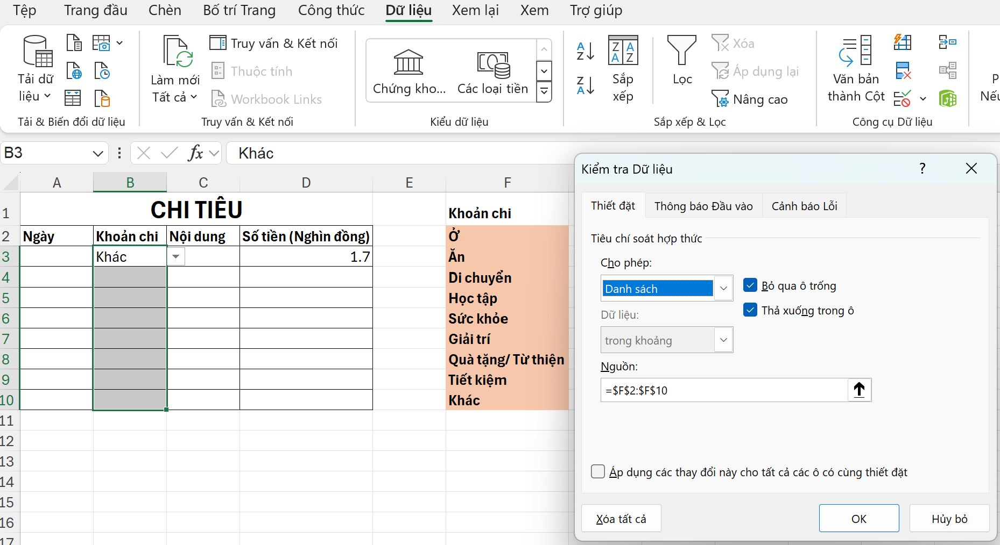 Tệp Trang đầu Chèn Bố trí Trang Công thức Dữ liệu Xem lại Xem Trợ giúp
Tải dữ
liệu
Tải & Biến đổi dữ liệu
Làm mới
Tất cả
Truy vấn & Kết nối
Thuộc tính
Workbook Links
Truy vấn & Kết nối
Chứng kho... Các loại tiền
Kiểu dữ liệu
Sắp
xếp
Lọc
Xóa
Áp dụng lại
Nâng cao
Sắp xếp & Lọc
Văn bản
thành Cột
Công cụ Dữ liệu
B3 fx Khác
A B C D E F
1 CHI TIÊU Khoản chi
2 Ngày Khoản chi Nội dung Số tiền (Nghìn đồng) Ở
3 Khác 1.7 Ăn
4 Di chuyển
5 Học tập
6 Sức khỏe
7 Giải trí
8 Quà tặng/ Từ thiện
9 Tiết kiệm
10 Khác
11
12
13
14
15
16
17
Kiểm tra Dữ liệu ?
Thiết đặt Thông báo Đầu vào Cảnh báo Lỗi
Tiêu chí soát hợp thức
Cho phép:
Danh sách Bỏ qua ô trống
Dữ liệu: Thả xuống trong ô
trong khoảng
Nguồn:
=$F$2:$F$10
Áp dụng các thay đổi này cho tất cả các ô có cùng thiết đặt
Xóa tất cả OK Hủy bỏ